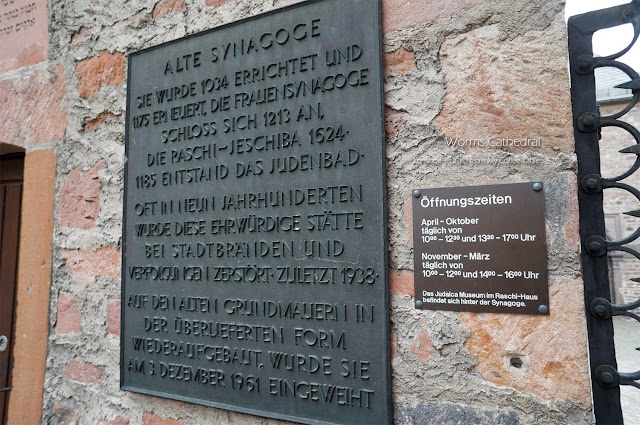 ALTE SYNAGOGE
SIE WURDE 1034 ERRICHTET UND
1175 ERNEUERT, DIE FRAUENSYNAGOGE
SCHLOSS SICH 1213 AN,
DIE RASCHI-JESCHIBA 1624·
1185 ENTSTAND DAS JUDENBAD·
OFT IN NEUN JAHRHUNDERTEN
WURDE DIESE EHRWÜRDIGE STÄTTE
BEI STADTBRÄNDEN UND
VERFOLGUNGEN ZERSTÖRT· ZULETZT 1938·
AUF DEN ALTEN GRUNDMAUERN IN
DER ÜBERLIEFERTEN FORM
WIEDERAUFGEBAUT, WURDE SIE
AM 3. DEZEMBER 1961 EINGEWEIHT
Worms Cathedral
Öffnungszeiten
April - Oktober
täglich von
10⁰⁰ - 12³⁰ und 13³⁰ - 17⁰⁰ Uhr
November - März
täglich von
10⁰⁰ - 12⁰⁰ und 14⁰⁰ - 16⁰⁰ Uhr
Das Judaica Museum im Raschi-Haus
befindet sich hinter der Synagoge.